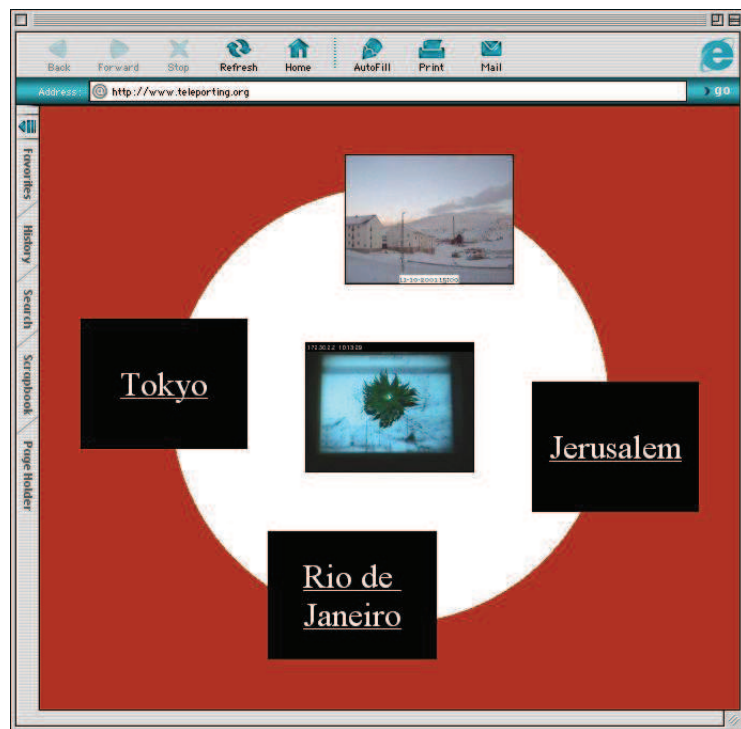 Back Forward Stop Refresh Home AutoFill Print Mail
Address: @ http://www.teleporting.org go
Favorites
History
Search
Scrapbook
Page Holder
Tokyo
Jerusalem
Rio de
Janeiro